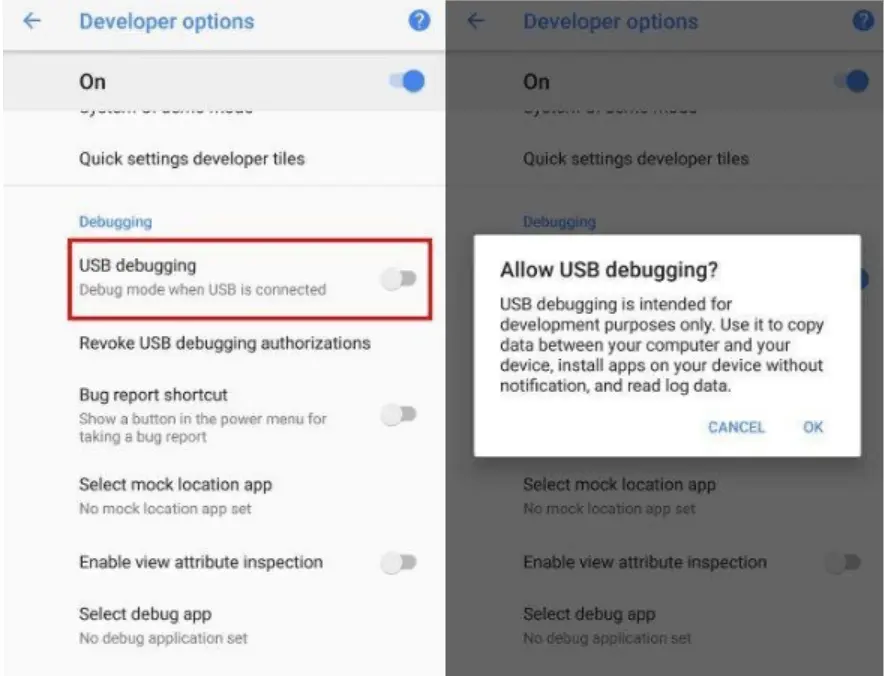 Developer options
On
Quick settings developer tiles
Debugging
USB debugging
Debug mode when USB is connected
Revoke USB debugging authorizations
Bug report shortcut
Show a button in the power menu for
taking a bug report
Select mock location app
No mock location app set
Enable view attribute inspection
Select debug app
No debug application set
Developer options
On
Quick settings developer tiles
Debugging
Allow USB debugging?
USB debugging is intended for
development purposes only. Use it to copy
data between your computer and your
device, install apps on your device without
notification, and read log data.
CANCEL OK
Select mock location app
No mock location app set
Enable view attribute inspection
Select debug app
No debug application set